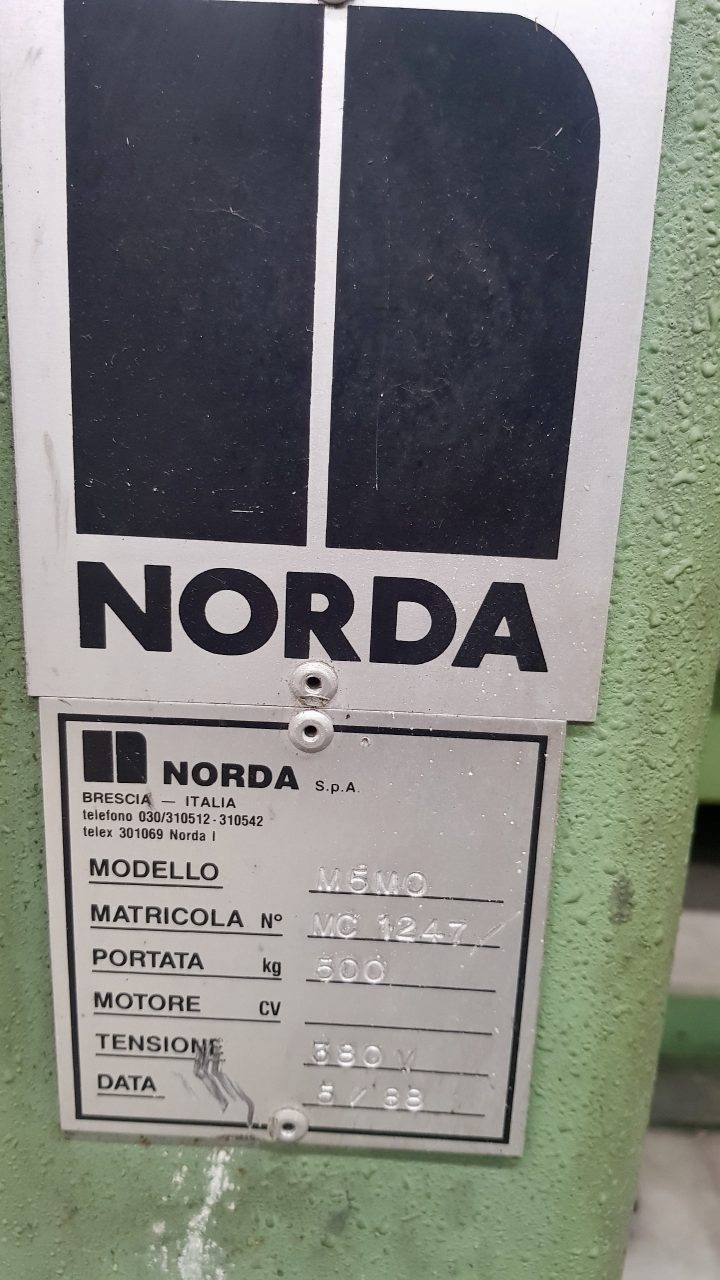 NORDA
NORDA S.p.A.
BRESCIA — ITALIA
telefono 030/310512-310542
telex 301069 Norda I
MODELLO M5MO
MATRICOLA N° MC 1247
PORTATA kg 500
MOTORE CV
TENSIONE 380 V
DATA 5 / 88